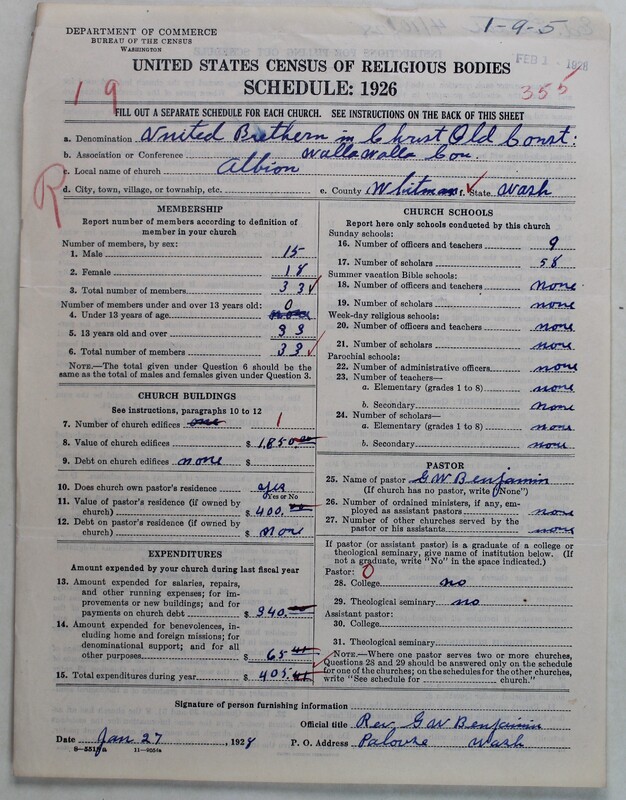 1-9-5
DEPARTMENT OF COMMERCE
BUREAU OF THE CENSUS
WASHINGTON
FEB 1 - 1928
UNITED STATES CENSUS OF RELIGIOUS BODIES
SCHEDULE: 1926
1 9
355
FILL OUT A SEPARATE SCHEDULE FOR EACH CHURCH. SEE INSTRUCTIONS ON THE BACK OF THIS SHEET
a. Denomination United Brethern in Christ Old Const:
b. Association or Conference Walla Walla Con.
c. Local name of church Albion
R
d. City, town, village, or township, etc. e. County Whitman f. State Wash
MEMBERSHIP
Report number of members according to definition of
member in your church
Number of members, by sex:
1. Male 15
2. Female 18
3. Total number of members 33
Number of members under and over 13 years old: 0
4. Under 13 years of age none
5. 13 years old and over 33
6. Total number of members 33
NOTE.—The total given under Question 6 should be
same as the total of males and females given under Question 3.
CHURCH BUILDINGS
See instructions, paragraphs 10 to 12
7. Number of church edifices one 1
8. Value of church edifices $ 1,850.00
9. Debt on church edifices none $
10. Does church own pastor's residence yes
Yes or No
11. Value of pastor's residence (if owned by
church) $ 400.00
12. Debt on pastor's residence (if owned by
church) $ none
EXPENDITURES
Amount expended by your church during last fiscal year
13. Amount expended for salaries, repairs,
and other running expenses; for im-
provements or new buildings; and for
payments on church debt $ 340.
14. Amount expended for benevolences, in-
cluding home and foreign missions; for
denominational support; and for all
other purposes $ 65.41
15. Total expenditures during year $ 405.41
CHURCH SCHOOLS
Report here only schools conducted by this church
Sunday schools:
16. Number of officers and teachers 9
17. Number of scholars 58
Summer vacation Bible schools:
18. Number of officers and teachers none
19. Number of scholars none
Week-day religious schools:
20. Number of officers and teachers none
21. Number of scholars none
Parochial schools:
22. Number of administrative officers none
23. Number of teachers—
a. Elementary (grades 1 to 8) none
b. Secondary None
24. Number of scholars—
a. Elementary (grades 1 to 8) none
b. Secondary none
PASTOR
25. Name of pastor G W Benjamin
(If church has no pastor, write "None")
26. Number of ordained ministers, if any, em-
ployed as assistant pastors none
27. Number of other churches served by the
pastor or his assistants none
If pastor (or assistant pastor) is a graduate of a college or
theological seminary, give name of institution below. (If
not a graduate, write "No" in the space indicated.)
Pastor: 0
28. College no
29. Theological seminary no
Assistant pastor:
30. College
31. Theological seminary
NOTE.—Where one pastor serves two or more churches,
Questions 28 and 29 should be answered only on the schedule
for one of the churches; on the schedules for the other churches,
write "See schedule for church."
Signature of person furnishing information
Official title Rev. G W Benjamin
Date Jan 27, 1928 P. O. Address Palouse Wash
8-5515a 11-8054a